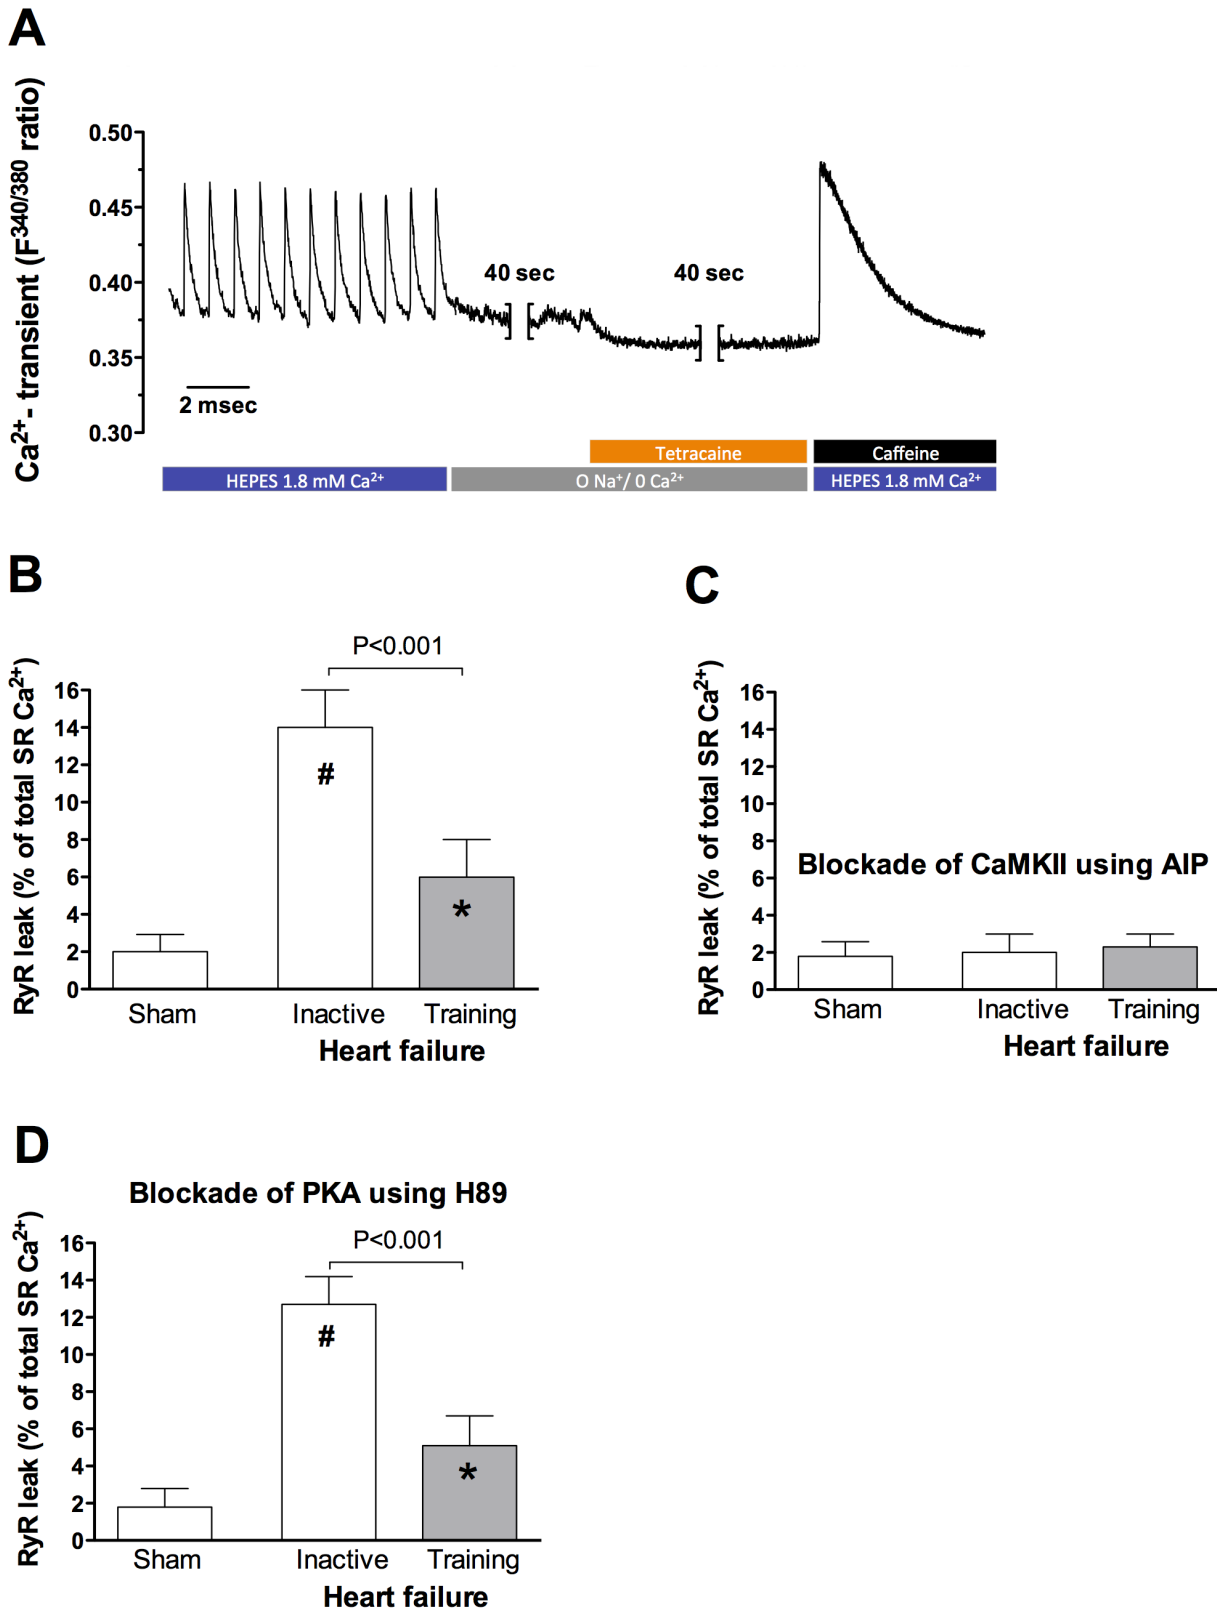 A
Ca²⁺- transient (F³⁴⁰/³⁸⁰ ratio)
0.50
0.45
0.40
0.35
0.30
40 sec
40 sec
2 msec
Tetracaine
Caffeine
HEPES 1.8 mM Ca²⁺
O Na⁺/ 0 Ca²⁺
HEPES 1.8 mM Ca²⁺
B
RyR leak (% of total SR Ca²⁺)
P<0.001
16
14
12
10
8
6
4
2
0
#
*
Sham
Inactive
Training
Heart failure
C
RyR leak (% of total SR Ca²⁺)
16
14
12
10
8
6
4
2
0
Blockade of CaMKII using AIP
Sham
Inactive
Training
Heart failure
D
Blockade of PKA using H89
RyR leak (% of total SR Ca²⁺)
P<0.001
16
14
12
10
8
6
4
2
0
#
*
Sham
Inactive
Training
Heart failure